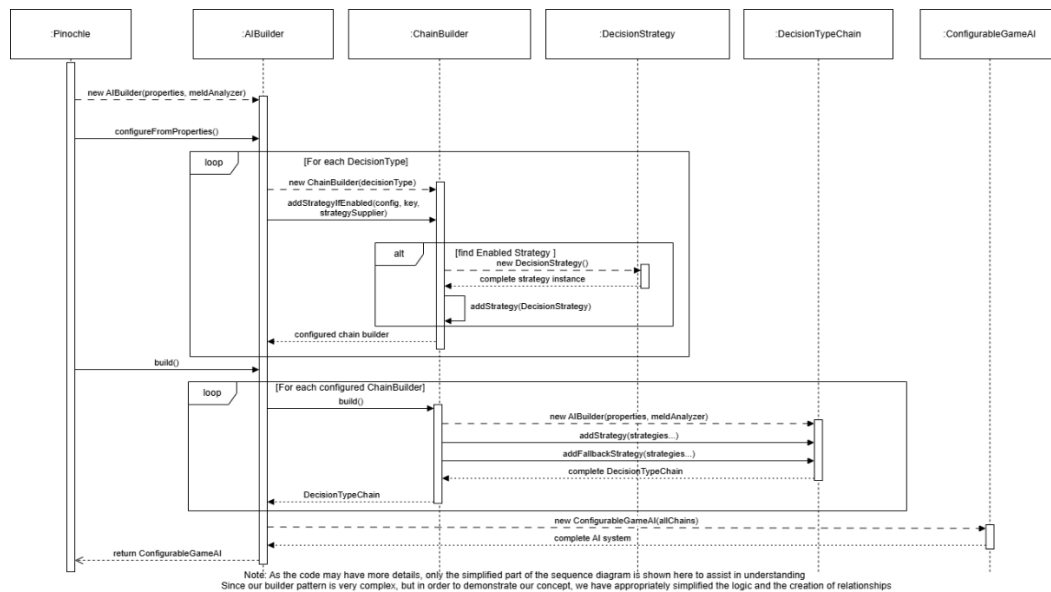 :Pinochle
:AIBuilder
:ChainBuilder
:DecisionStrategy
:DecisionTypeChain
:ConfigurableGameAI
new AIBuilder(properties, meldAnalyzer)
configureFromProperties()
loop
[For each DecisionType]
new ChainBuilder(decisionType)
addStrategyIfEnabled(config, key,
strategySupplier)
alt
[find Enabled Strategy ]
new DecisionStrategy()
complete strategy instance
addStrategy(DecisionStrategy)
configured chain builder
build()
loop
[For each configured ChainBuilder]
build()
new AIBuilder(properties, meldAnalyzer)
addStrategy(strategies...)
addFallbackStrategy(strategies...)
complete DecisionTypeChain
DecisionTypeChain
new ConfigurableGameAI(allChains)
complete AI system
return ConfigurableGameAI
Note: As the code may have more details, only the simplified part of the sequence diagram is shown here to assist in understanding
Since our builder pattern is very complex, but in order to demonstrate our concept, we have appropriately simplified the logic and the creation of relationships